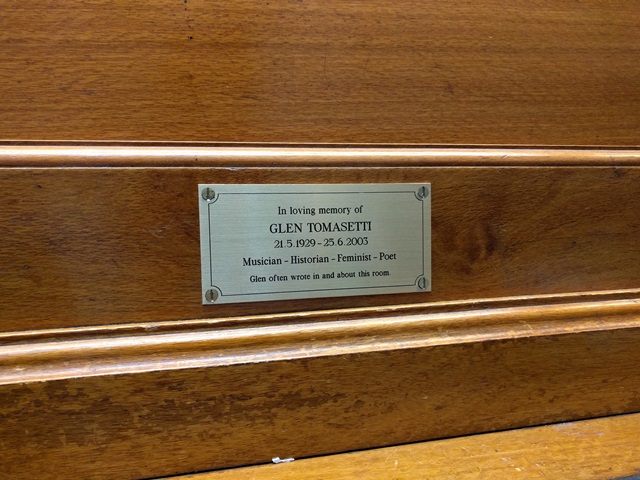 In loving memory of
GLEN TOMASETTI
21.5.1929 - 25.6.2003
Musician - Historian - Feminist - Poet
Glen often wrote in and about this room.